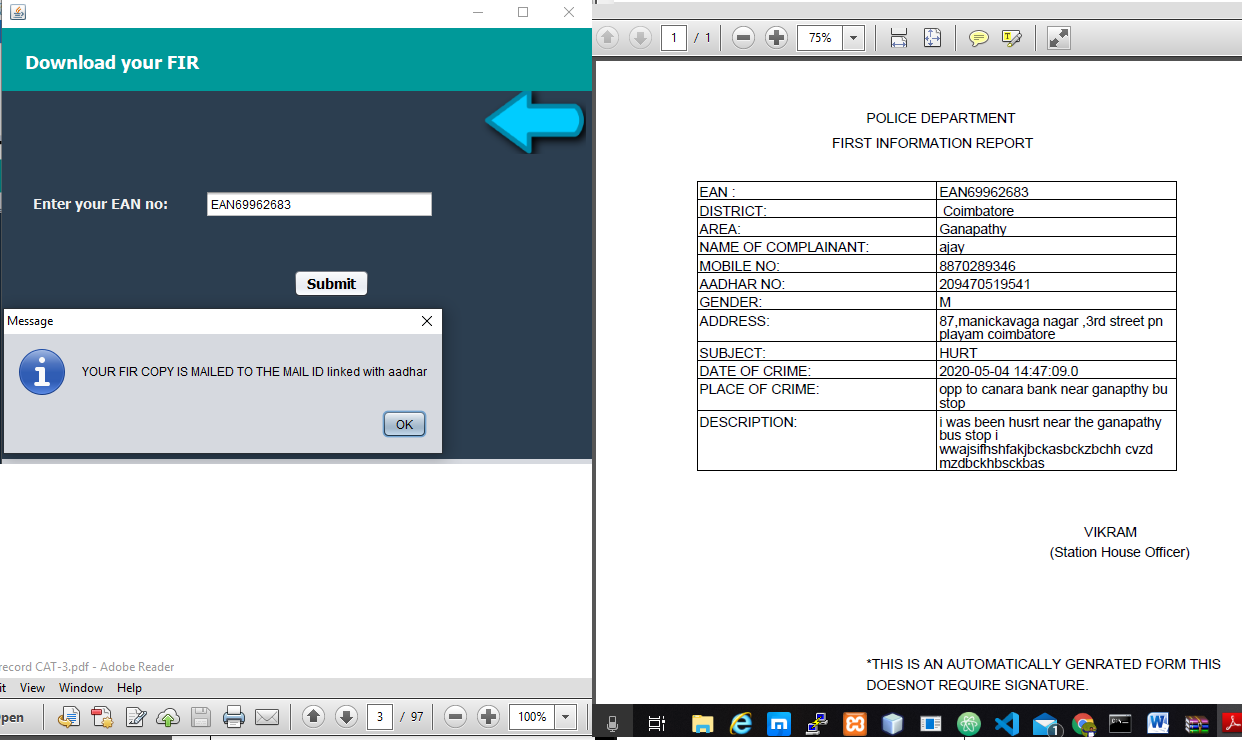 Download your FIR
Enter your EAN no:
EAN69962683
Submit
Message
YOUR FIR COPY IS MAILED TO THE MAIL ID linked with aadhar
OK
record CAT-3.pdf - Adobe Reader
it View Window Help
pen
3 / 97
100%
1 / 1
75%
POLICE DEPARTMENT
FIRST INFORMATION REPORT
EAN : EAN69962683
DISTRICT: Coimbatore
AREA: Ganapathy
NAME OF COMPLAINANT: ajay
MOBILE NO: 8870289346
AADHAR NO: 209470519541
GENDER: M
ADDRESS: 87,manickavaga nagar ,3rd street pn
playam coimbatore
SUBJECT: HURT
DATE OF CRIME: 2020-05-04 14:47:09.0
PLACE OF CRIME: opp to canara bank near ganapthy bu
stop
DESCRIPTION: i was been husrt near the ganapathy
bus stop i
wwajsifhshfakjbckasbckzbchh cvzd
mzdbckhbsckbas
VIKRAM
(Station House Officer)
*THIS IS AN AUTOMATICALLY GENRATED FORM THIS
DOESNOT REQUIRE SIGNATURE.